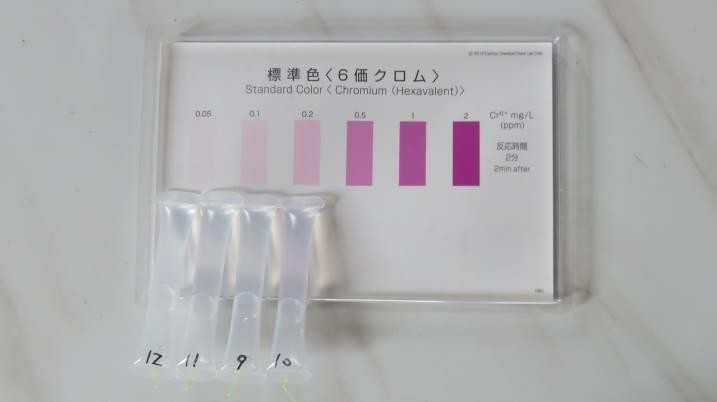 標準色〈6価クロム〉
Standard Color〈 Chromium (Hexavalent)〉
0.05 0.1 0.2 0.5 1 2 Cr⁶⁺ mg/L
(ppm)
反応時間
2分
2min.after
12 11 9 10